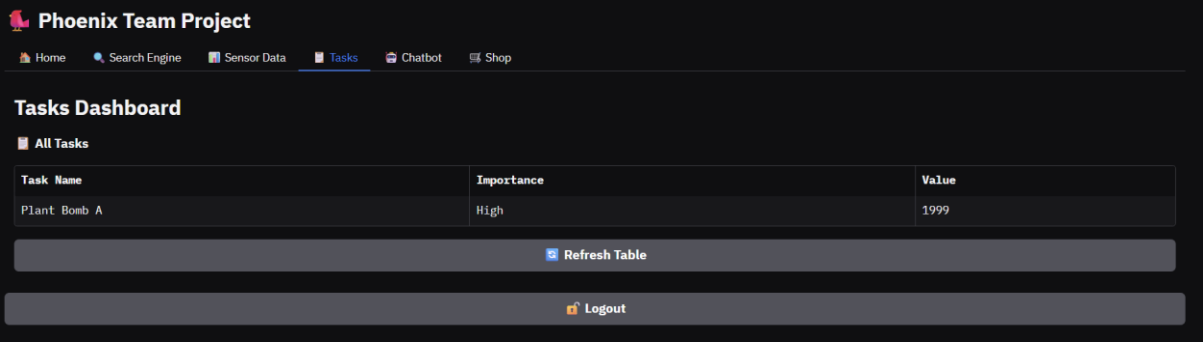 Phoenix Team Project
Home Search Engine Sensor Data Tasks Chatbot Shop
Tasks Dashboard
All Tasks
Task Name Importance Value
Plant Bomb A High 1999
Refresh Table
Logout